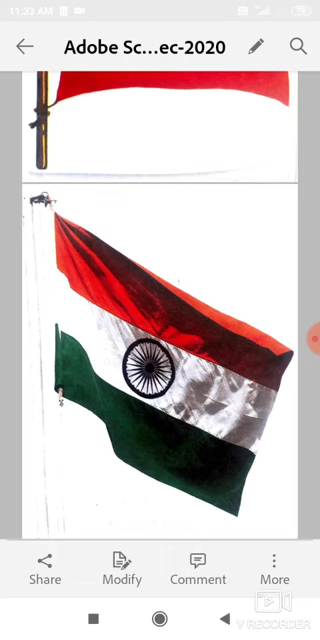 11:33 AM
Adobe Sc...ec-2020
Share
Modify
Comment
More
V RECORDER